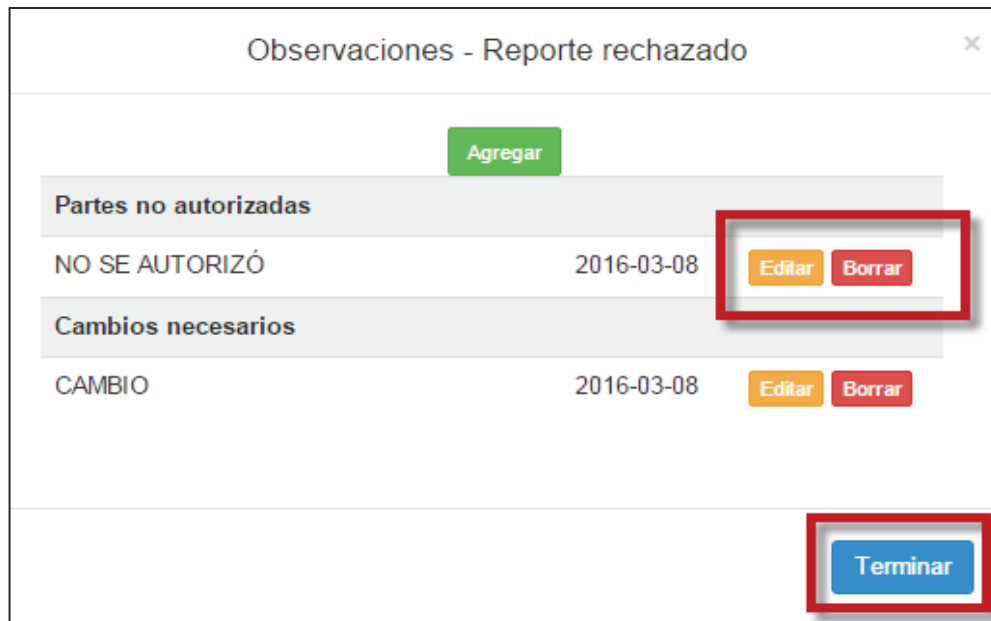 Observaciones - Reporte rechazado ×
Agregar
Partes no autorizadas
NO SE AUTORIZÓ 2016-03-08 Editar Borrar
Cambios necesarios
CAMBIO 2016-03-08 Editar Borrar
Terminar